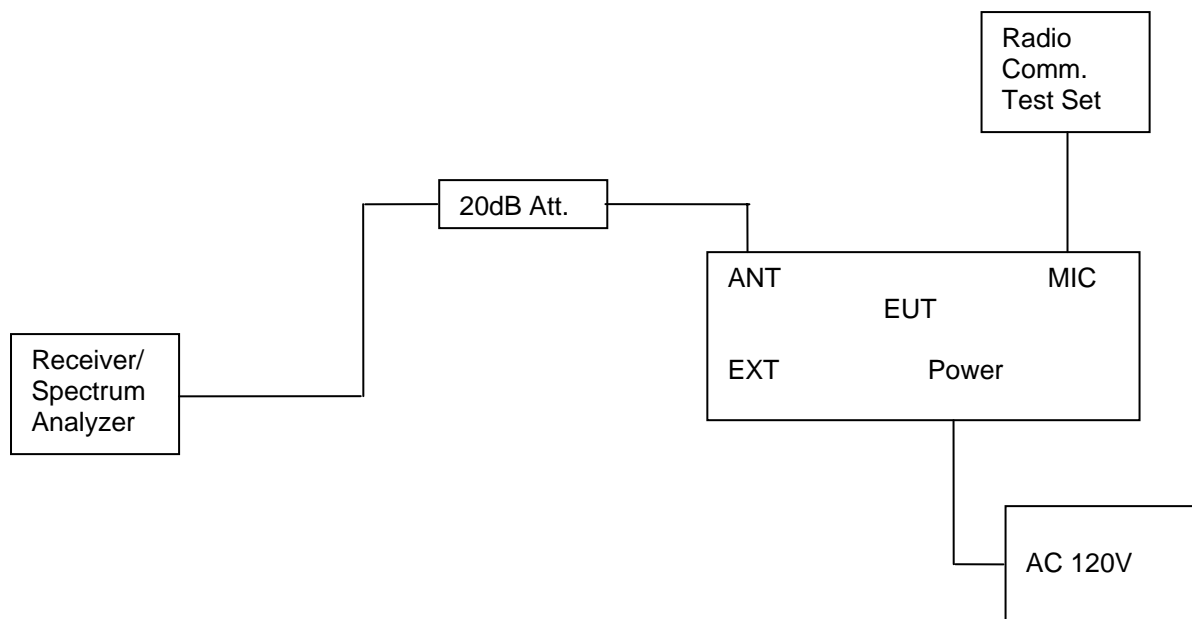 Radio
Comm.
Test Set
20dB Att.
ANT
MIC
EUT
Receiver/
Spectrum
Analyzer
EXT
Power
AC 120V